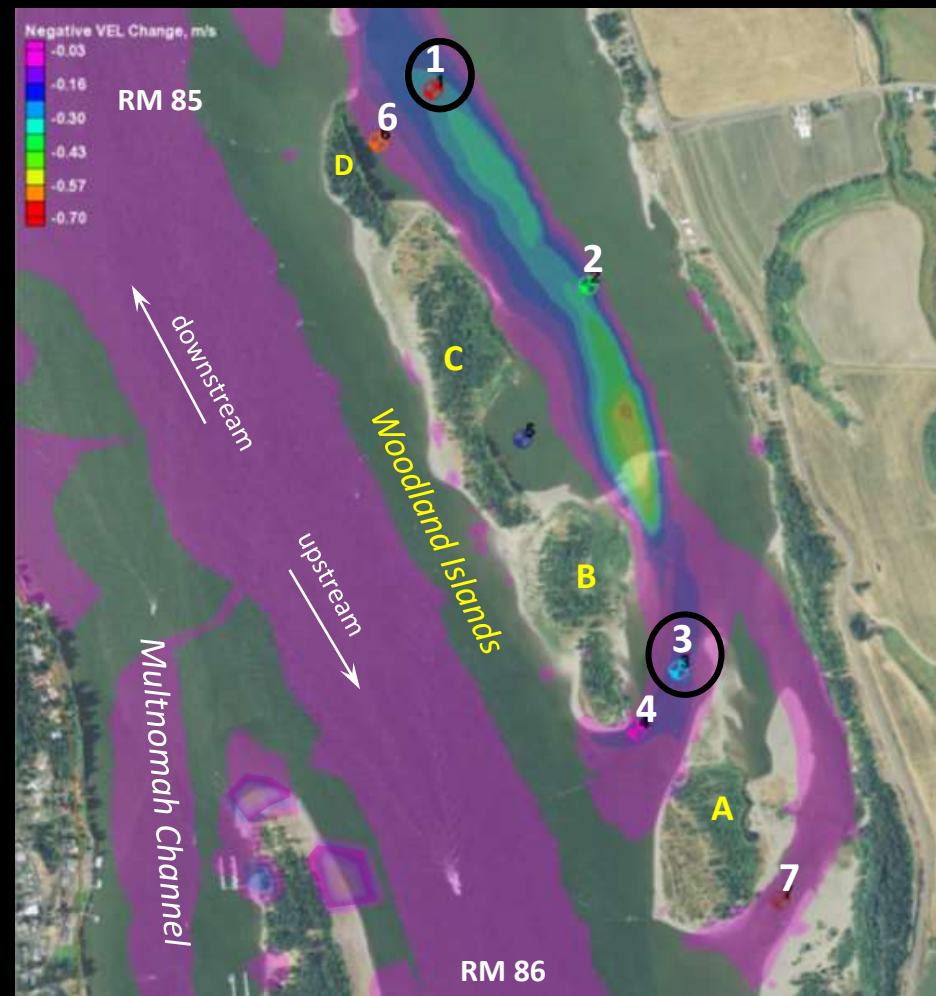 Negative VEL Change, m/s
-0.03
-0.16
-0.30
-0.43
-0.57
-0.70
RM 85
1
6
D
2
downstream
C
Woodland Islands
5
upstream
B
3
4
Multnomah Channel
A
7
RM 86